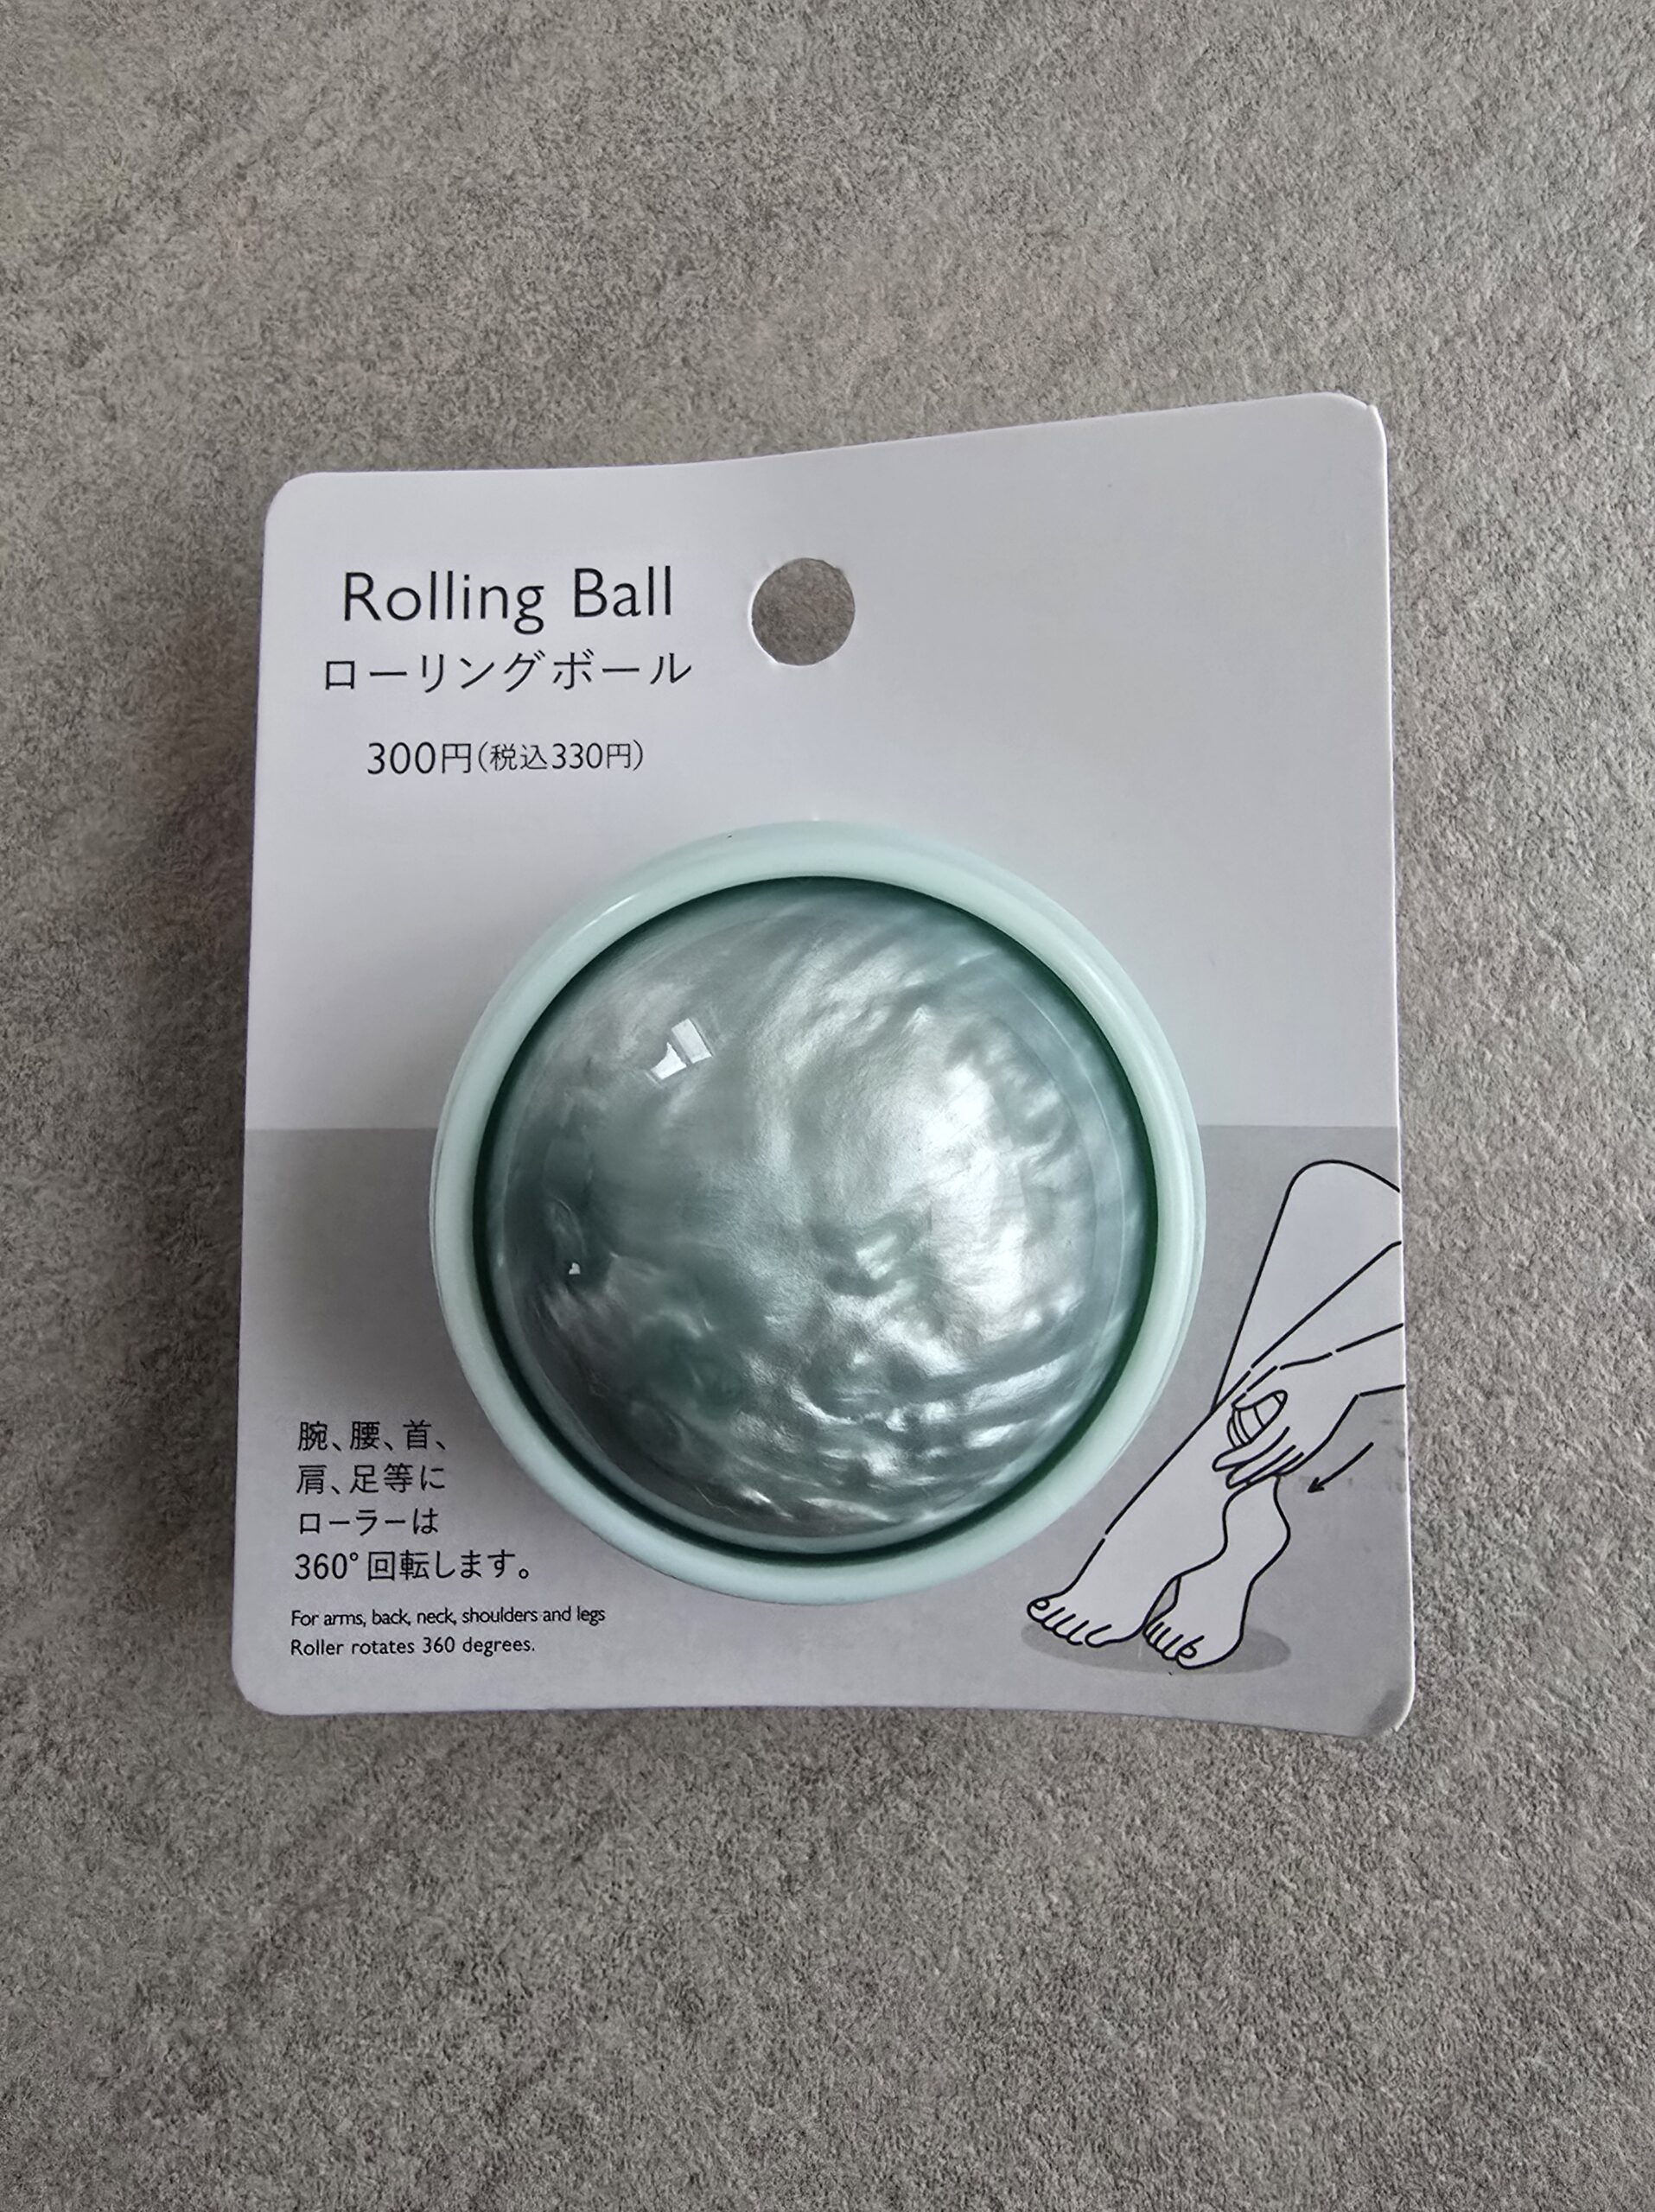 Rolling Ball
ローリングボール
300円(税込330円)
腕、腰、首、
肩、足等に
ローラーは
360°回転します。
For arms, back, neck, shoulders and legs
Roller rotates 360 degrees.